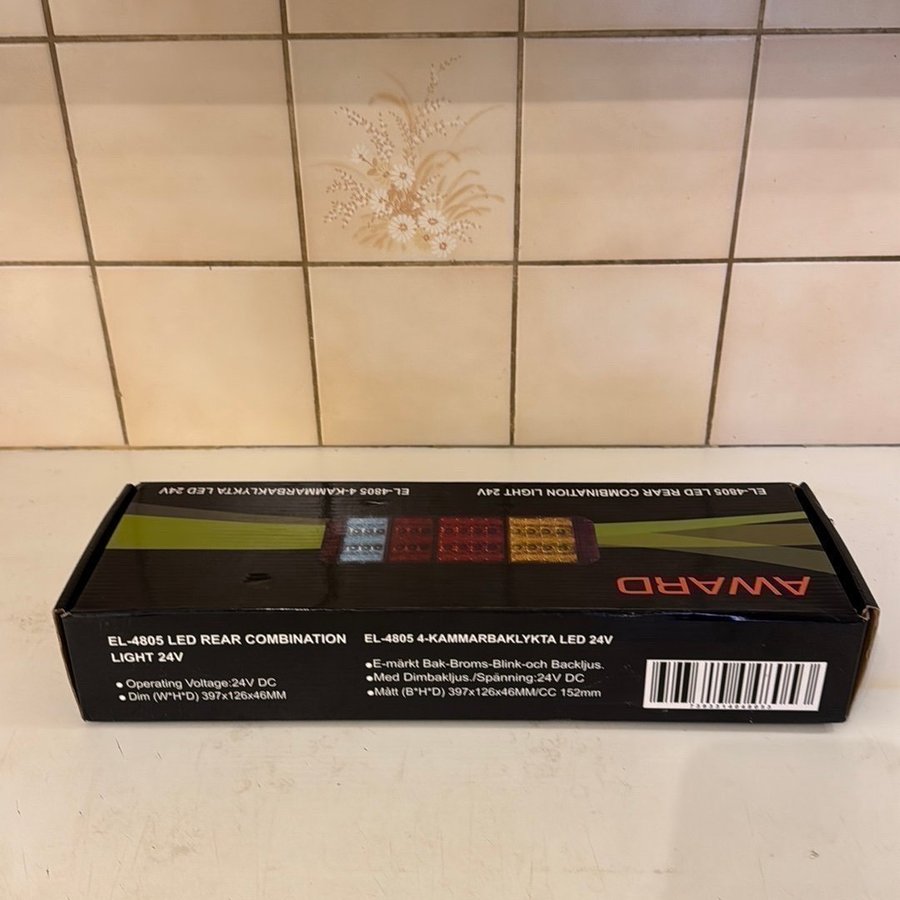 EL-4805 4-KAMMARBAKLYKTA LED 24V
EL-4805 LED REAR COMBINATION LIGHT 24V
AWARD
EL-4805 LED REAR COMBINATION
LIGHT 24V
• Operating Voltage:24V DC
• Dim (W*H*D) 397x126x46MM
EL-4805 4-KAMMARBAKLYKTA LED 24V
•E-märkt Bak-Broms-Blink-och Backljus.
•Med Dimbakljus./Spänning:24V DC
•Mått (B*H*D) 397x126x46MM/CC 152mm